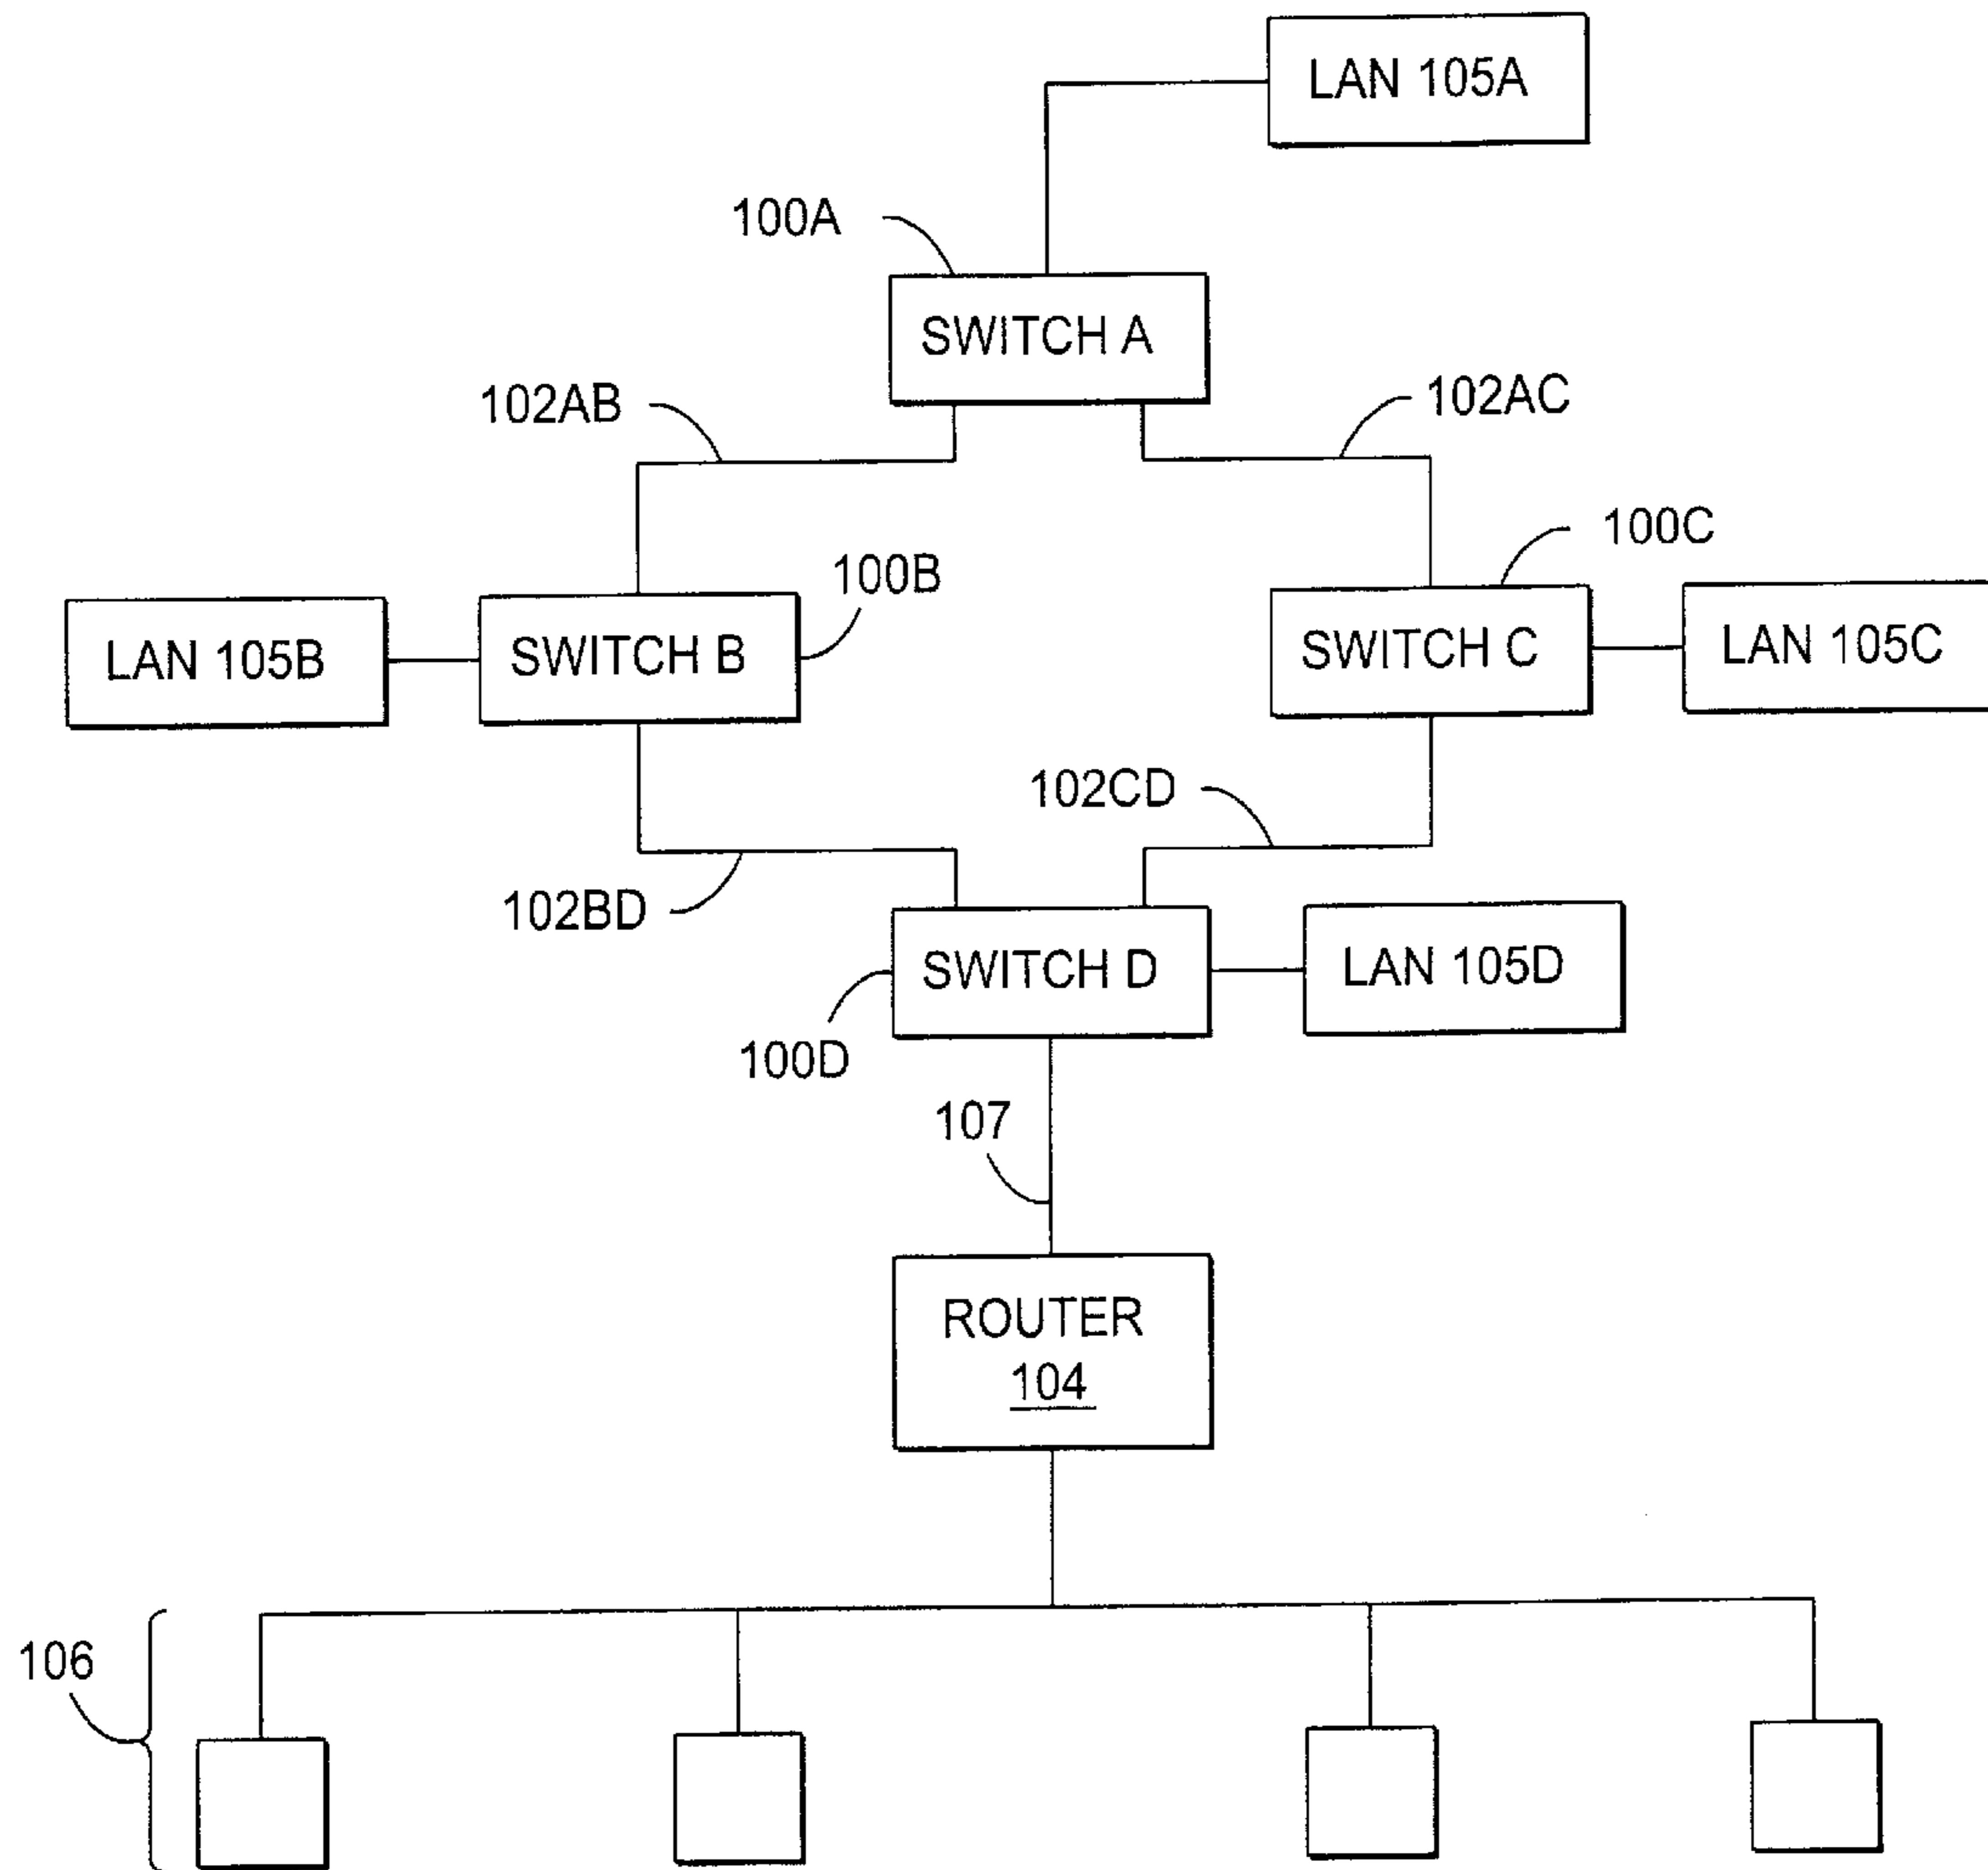 LAN 105A
100A
SWITCH A
102AB
102AC
100C
100B
LAN 105B
SWITCH B
SWITCH C
LAN 105C
102CD
102BD
SWITCH D
LAN 105D
100D
107
ROUTER
104
106